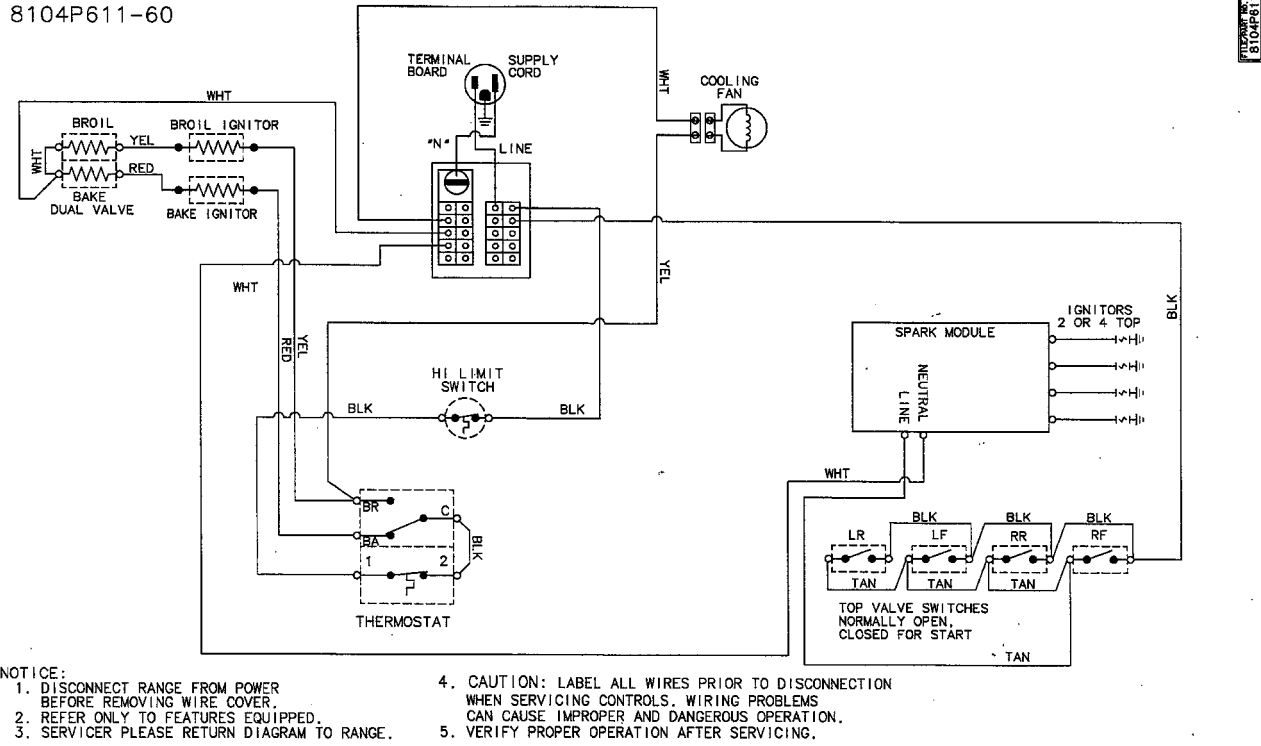 8104P611-60
FILE/PART NO.
8104P61
TERMINAL
BOARD
SUPPLY
CORD
WHT
COOLING
FAN
WHT
BROIL
YEL
BROIL IGNITOR
"N"
LINE
WHT
RED
BAKE
DUAL VALVE
BAKE IGNITOR
WHT
YEL
BLK
IGNITORS
2 OR 4 TOP
SPARK MODULE
NEUTRAL
LINE
RED
YEL
HI LIMIT
SWITCH
BLK
BLK
WHT
BR
C
BA
BLK
1
2
THERMOSTAT
BLK
BLK
BLK
LR
LF
RR
RF
TAN
TAN
TAN
TOP VALVE SWITCHES
NORMALLY OPEN,
CLOSED FOR START
TAN
NOTICE:
1. DISCONNECT RANGE FROM POWER
BEFORE REMOVING WIRE COVER.
2. REFER ONLY TO FEATURES EQUIPPED.
3. SERVICER PLEASE RETURN DIAGRAM TO RANGE.
4. CAUTION: LABEL ALL WIRES PRIOR TO DISCONNECTION
WHEN SERVICING CONTROLS. WIRING PROBLEMS
CAN CAUSE IMPROPER AND DANGEROUS OPERATION.
5. VERIFY PROPER OPERATION AFTER SERVICING.